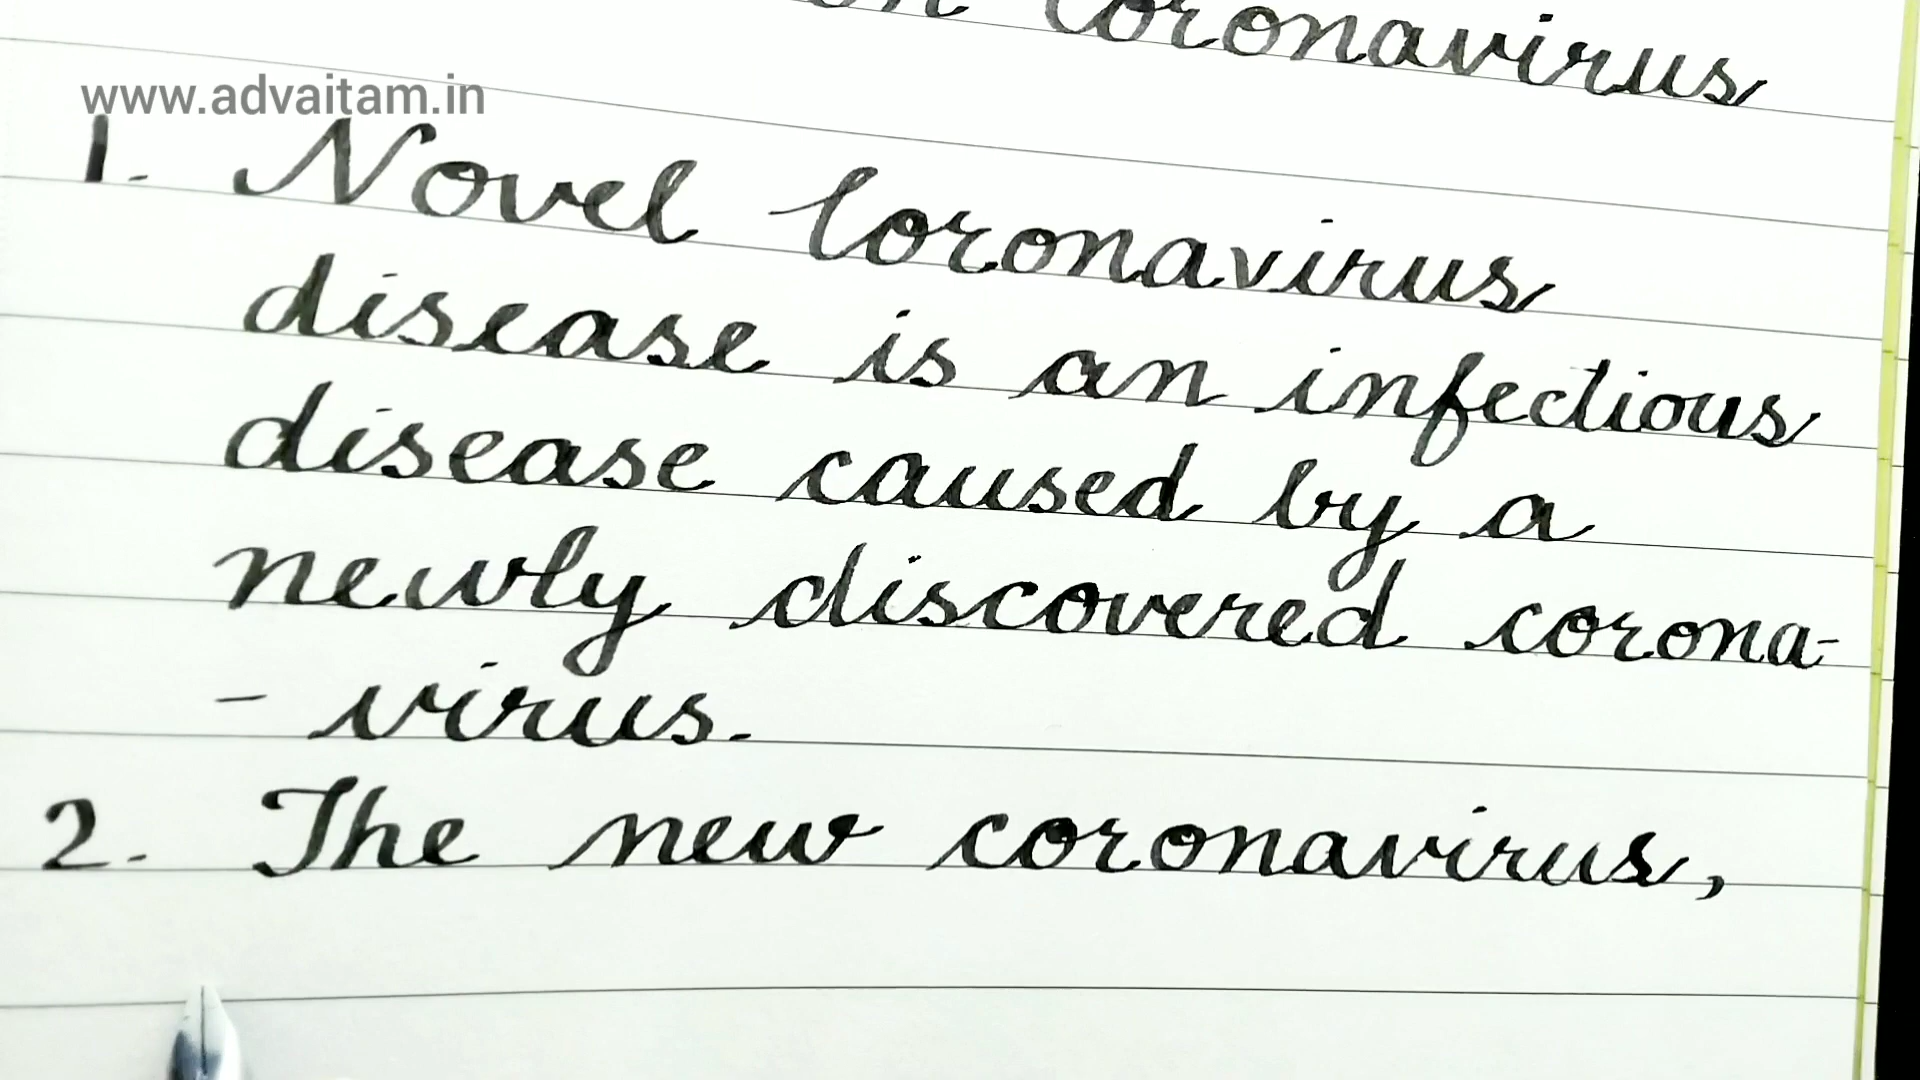 on Coronavirus
www.advaitam.in
1. Novel Coronavirus
disease is an infectious
disease caused by a
newly discovered corona-
- virus.
2. The new coronavirus,